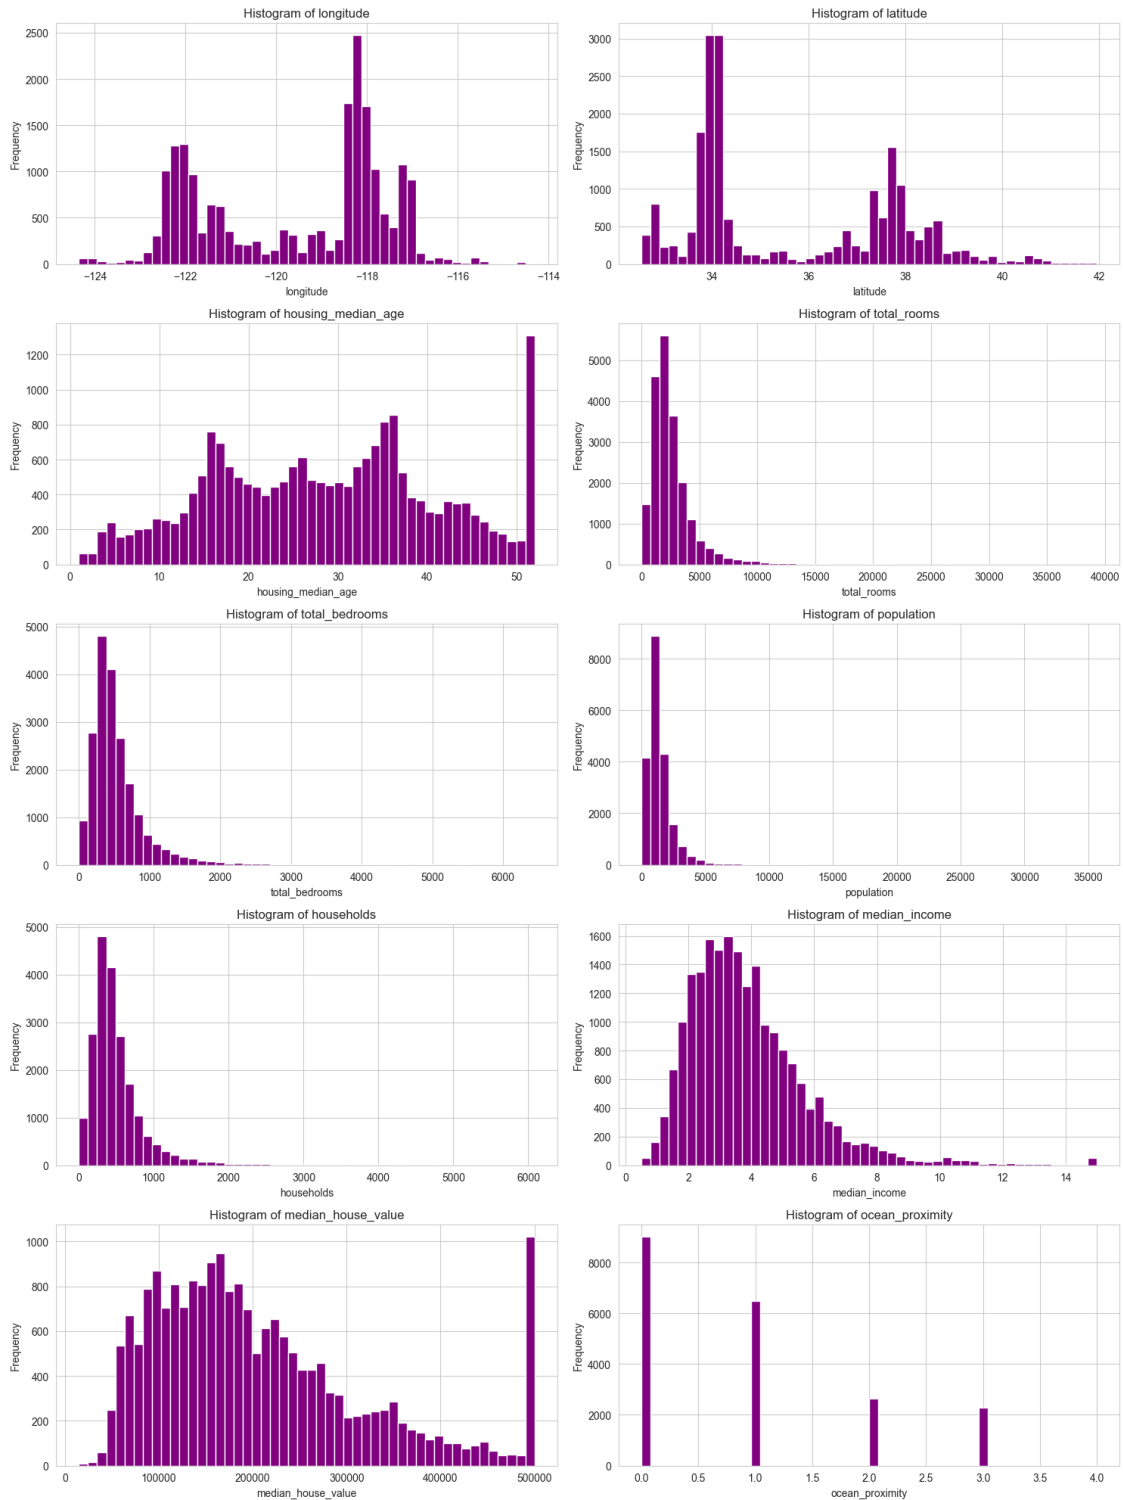 Histogram of longitude
Frequency
2500
2000
1500
1000
500
0
−124 −122 −120 −118 −116 −114
longitude
Histogram of latitude
Frequency
3000
2500
2000
1500
1000
500
0
34 36 38 40 42
latitude
Histogram of housing_median_age
Frequency
1200
1000
800
600
400
200
0
0 10 20 30 40 50
housing_median_age
Histogram of total_rooms
Frequency
5000
4000
3000
2000
1000
0
0 5000 10000 15000 20000 25000 30000 35000 40000
total_rooms
Histogram of total_bedrooms
Frequency
5000
4000
3000
2000
1000
0
0 1000 2000 3000 4000 5000 6000
total_bedrooms
Histogram of population
Frequency
8000
6000
4000
2000
0
0 5000 10000 15000 20000 25000 30000 35000
population
Histogram of households
Frequency
5000
4000
3000
2000
1000
0
0 1000 2000 3000 4000 5000 6000
households
Histogram of median_income
Frequency
1600
1400
1200
1000
800
600
400
200
0
0 2 4 6 8 10 12 14
median_income
Histogram of median_house_value
Frequency
1000
800
600
400
200
0
0 100000 200000 300000 400000 500000
median_house_value
Histogram of ocean_proximity
Frequency
8000
6000
4000
2000
0
0.0 0.5 1.0 1.5 2.0 2.5 3.0 3.5 4.0
ocean_proximity